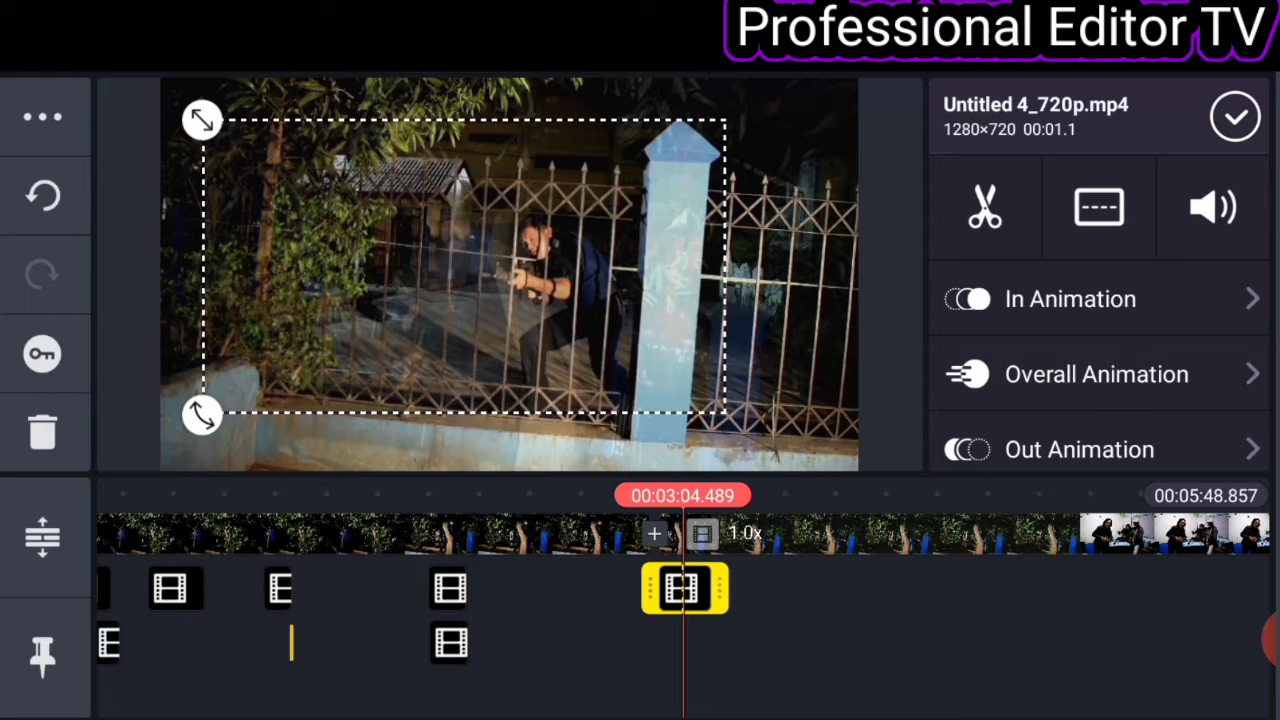 Professional Editor TV
Untitled 4_720p.mp4
1280×720 00:01.1
In Animation
Overall Animation
Out Animation
00:03:04.489
00:05:48.857
1.0x